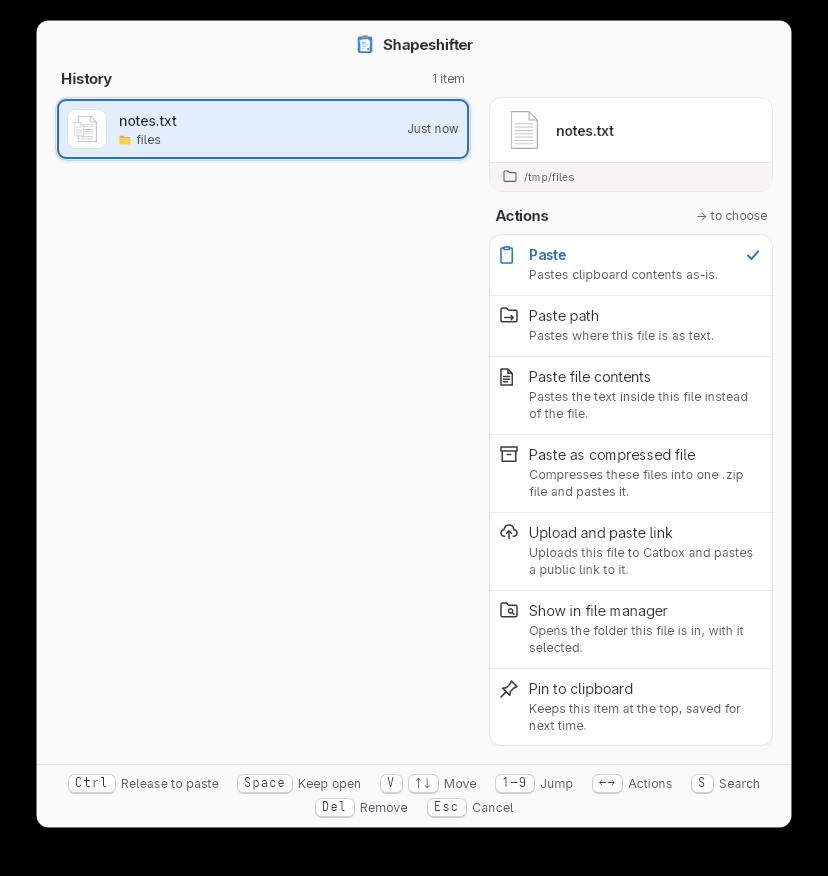 Shapeshifter
History
1 item
notes.txt
files
Just now
notes.txt
/tmp/files
Actions
→ to choose
Paste
Pastes clipboard contents as-is.
Paste path
Pastes where this file is as text.
Paste file contents
Pastes the text inside this file instead
of the file.
Paste as compressed file
Compresses these files into one .zip
file and pastes it.
Upload and paste link
Uploads this file to Catbox and pastes
a public link to it.
Show in file manager
Opens the folder this file is in, with it
selected.
Pin to clipboard
Keeps this item at the top, saved for
next time.
Ctrl Release to paste Space Keep open V ↑↓ Move 1–9 Jump ←→ Actions S Search
Del Remove Esc Cancel